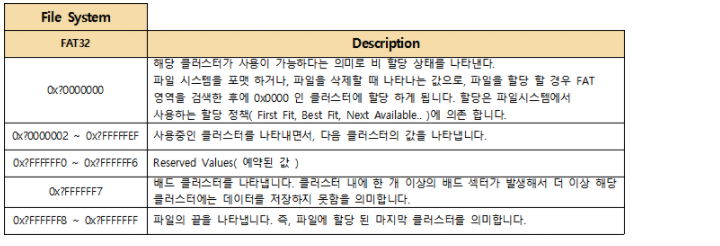 File System
FAT32 Description
0x?0000000
해당 클러스터가 사용이 가능하다는 의미로 비 할당 상태를 나타낸다.
파일 시스템을 포맷 하거나, 파일을 삭제할 때 나타나는 값으로, 파일을 할당 할 경우 FAT
영역을 검색한 후에 0x0000 인 클러스터에 할당 하게 됩니다. 할당은 파일시스템에서
사용하는 할당 정책( First Fit, Best Fit, Next Available.. )에 의존 합니다.
0x?0000002 ~ 0x?FFFFFEF 사용중인 클러스터를 나타내면서, 다음 클러스터의 값을 나타냅니다.
0x?FFFFFF0 ~ 0x?FFFFFF6 Reserved Values( 예약된 값 )
0x?FFFFFF7
배드 클러스터를 나타냅니다. 클러스터 내에 한 개 이상의 배드 섹터가 발생해서 더 이상 해당
클러스터에는 데이터를 저장하지 못함을 의미합니다.
0x?FFFFFF8 ~ 0x?FFFFFFF 파일의 끝을 나타냅니다. 즉, 파일에 할당 된 마지막 클러스터를 의미합니다.